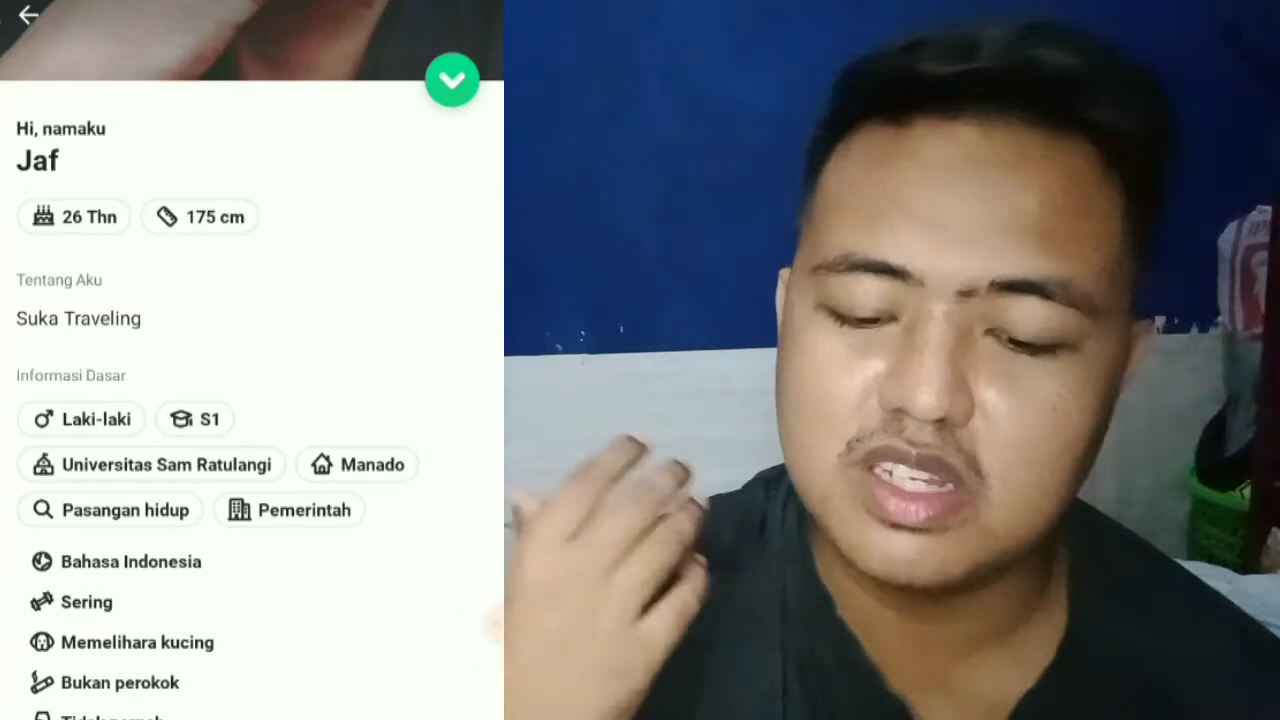 Hi, namaku
Jaf
26 Thn 175 cm
Tentang Aku
Suka Traveling
Informasi Dasar
Laki-laki S1
Universitas Sam Ratulangi Manado
Pasangan hidup Pemerintah
Bahasa Indonesia
Sering
Memelihara kucing
Bukan perokok